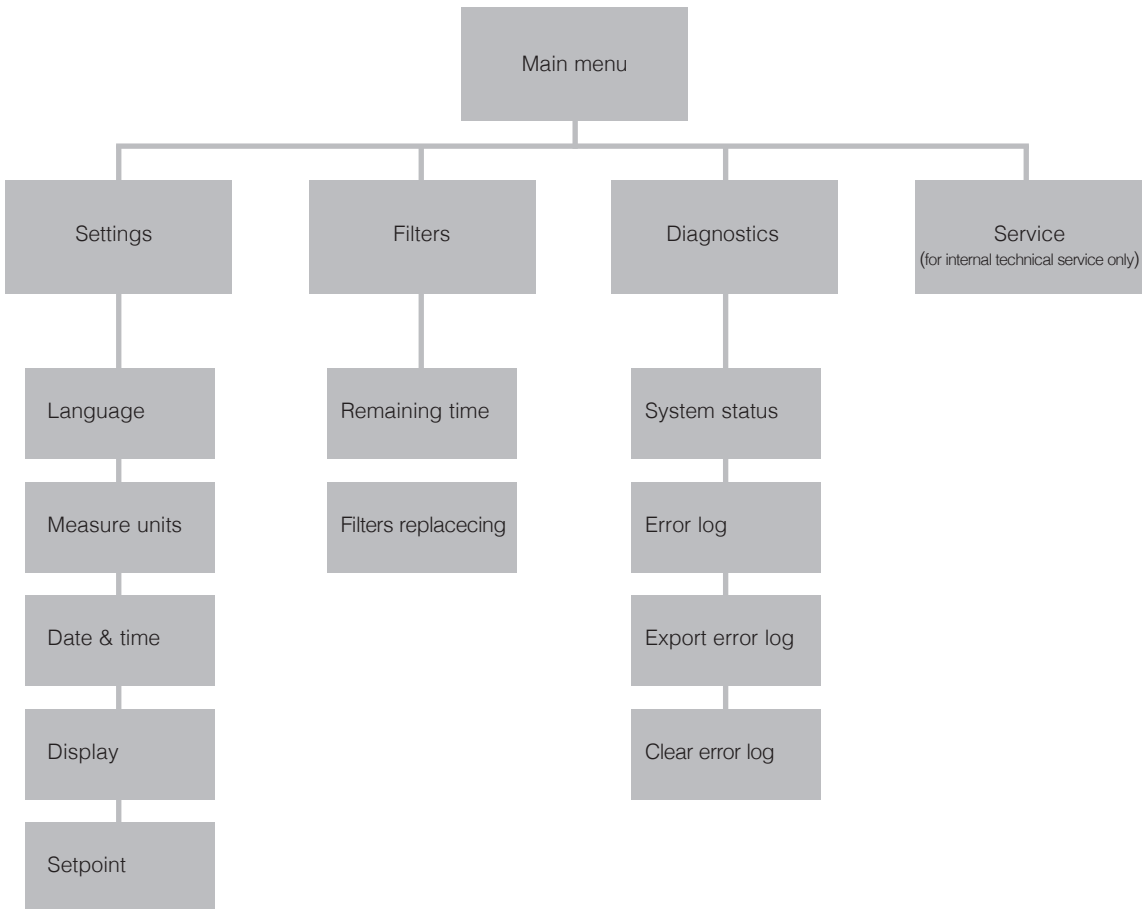 Main menu
Settings
Filters
Diagnostics
Service
(for internal technical service only)
Language
Remaining time
System status
Measure units
Filters replacecing
Error log
Date & time
Export error log
Display
Clear error log
Setpoint